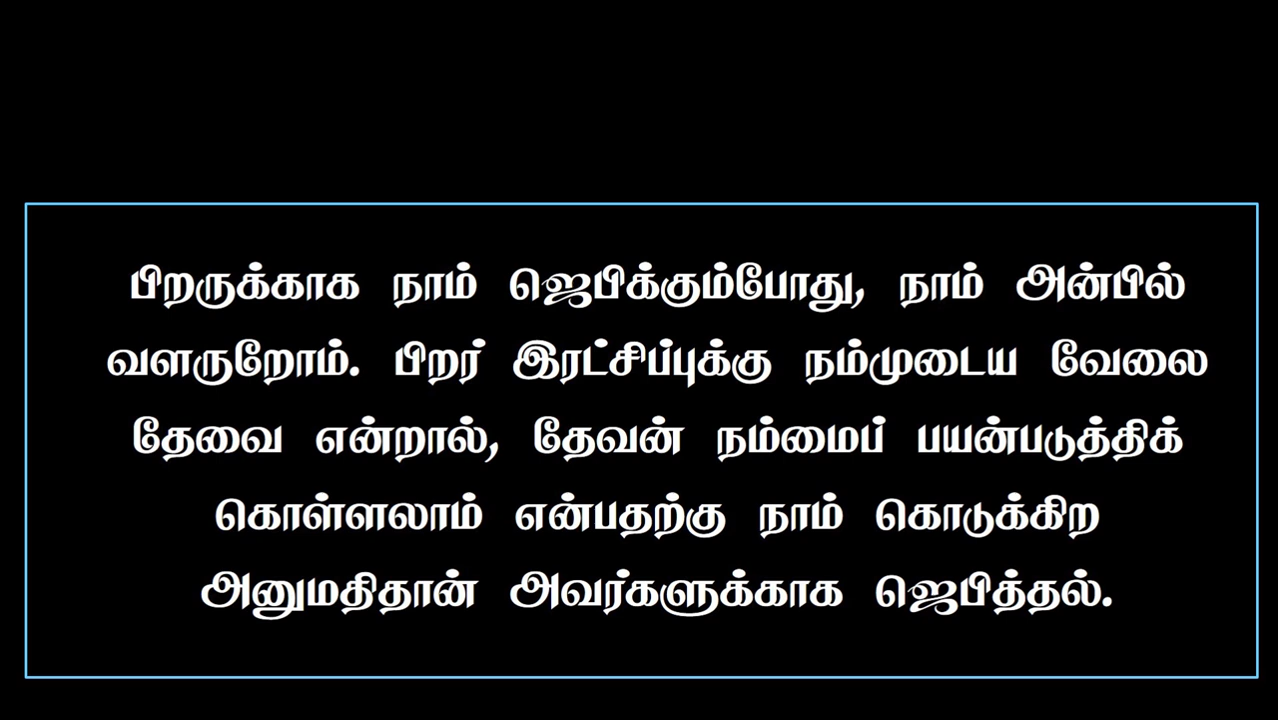 பிறருக்காக நாம் ஜெபிக்கும்போது, நாம் அன்பில்
வளருறோம். பிறர் இரட்சிப்புக்கு நம்முடைய வேலை
தேவை என்றால், தேவன் நம்மைப் பயன்படுத்திக்
கொள்ளலாம் என்பதற்கு நாம் கொடுக்கிற
அனுமதிதான் அவர்களுக்காக ஜெபித்தல்.